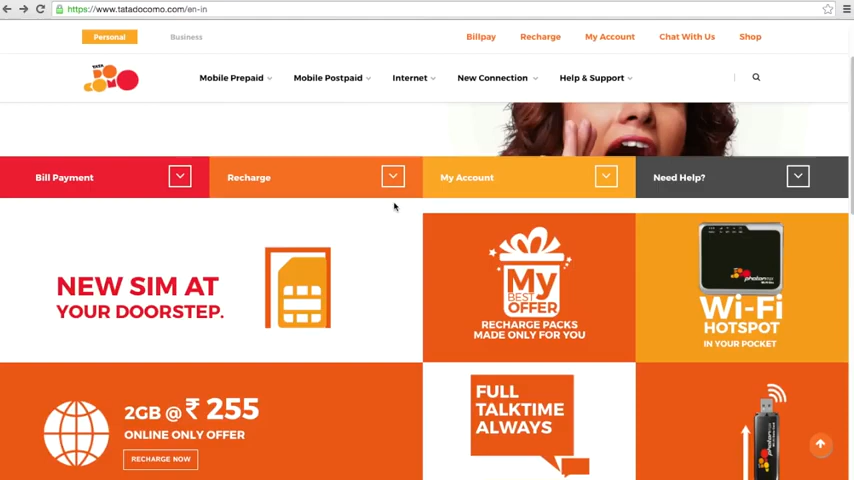 https://www.tatadocomo.com/en-in
Personal
Business
Billpay
Recharge
My Account
Chat With Us
Shop
TATA
DOCOMO
Mobile Prepaid
Mobile Postpaid
Internet
New Connection
Help & Support
Bill Payment
Recharge
My Account
Need Help?
NEW SIM AT
YOUR DOORSTEP.
My
BEST
OFFER
RECHARGE PACKS
MADE ONLY FOR YOU
Wi-Fi
HOTSPOT
IN YOUR POCKET
2GB @ ₹ 255
ONLINE ONLY OFFER
RECHARGE NOW
FULL
TALKTIME
ALWAYS